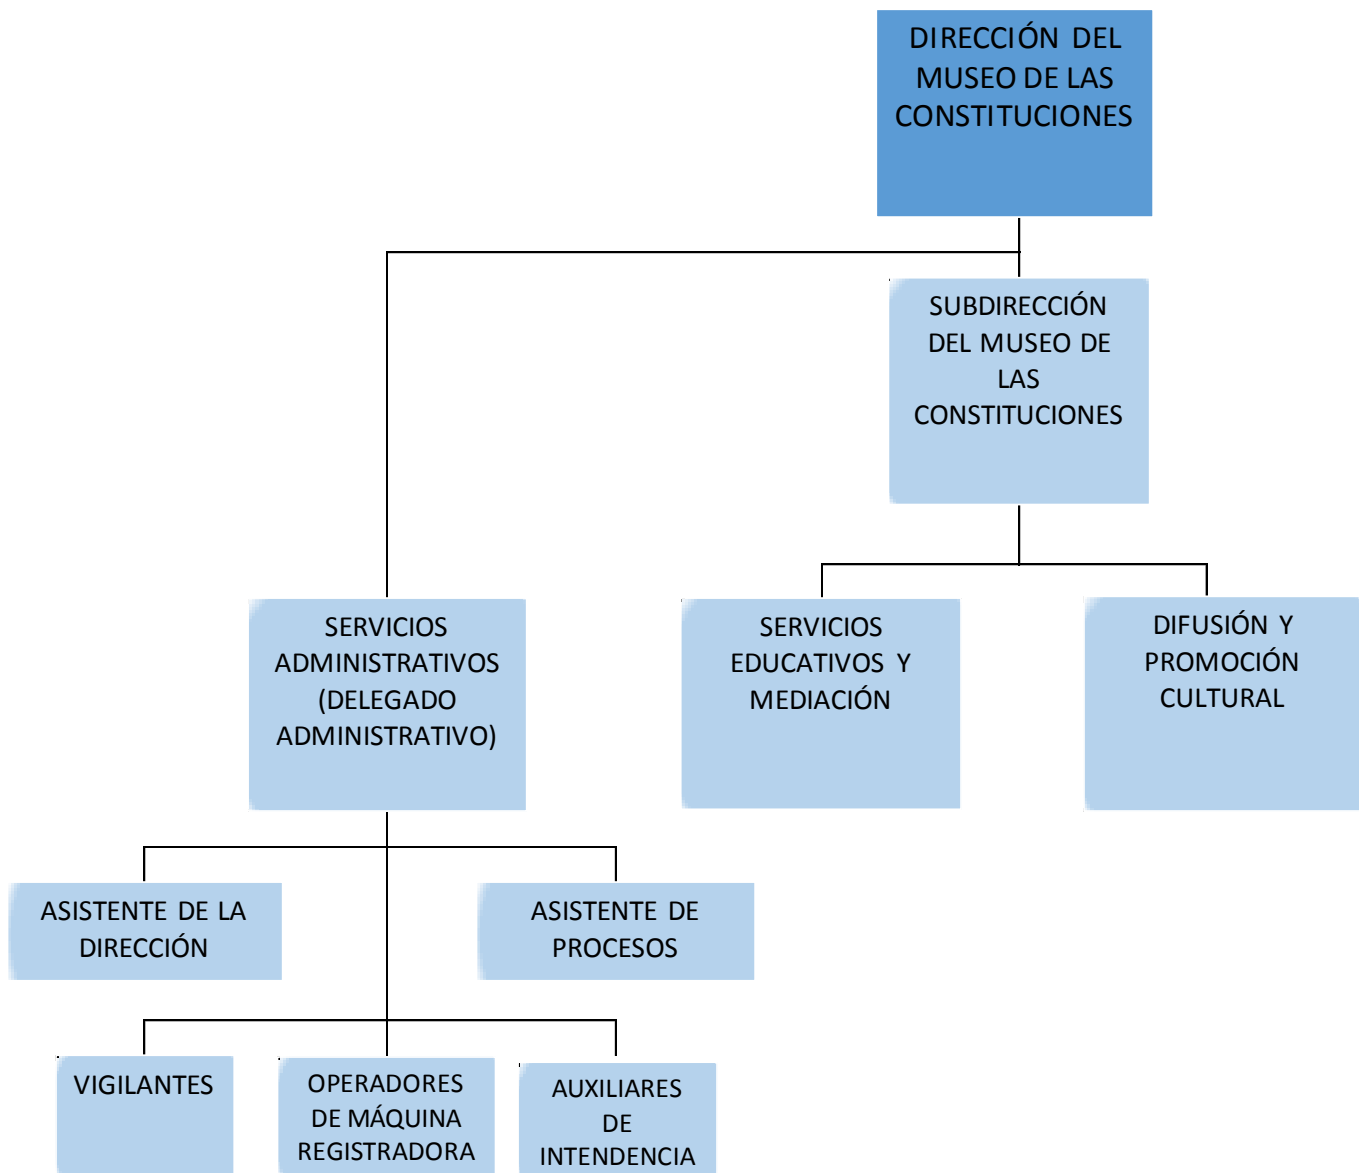 DIRECCIÓN DEL
MUSEO DE LAS
CONSTITUCIONES
SUBDIRECCIÓN
DEL MUSEO DE
LAS
CONSTITUCIONES
SERVICIOS
ADMINISTRATIVOS
(DELEGADO
ADMINISTRATIVO)
SERVICIOS
EDUCATIVOS Y
MEDIACIÓN
DIFUSIÓN Y
PROMOCIÓN
CULTURAL
ASISTENTE DE LA
DIRECCIÓN
ASISTENTE DE
PROCESOS
VIGILANTES
OPERADORES
DE MÁQUINA
REGISTRADORA
AUXILIARES
DE
INTENDENCIA